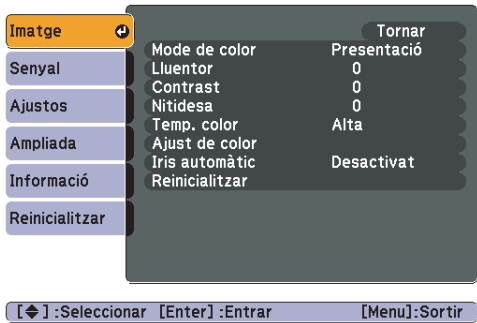 Imatge
Senyal
Ajustos
Ampliada
Informació
Reinicialitzar
Tornar
Mode de color Presentació
Lluentor 0
Contrast 0
Nitidesa 0
Temp. color Alta
Ajust de color
Iris automàtic Desactivat
Reinicialitzar
[◆] :Seleccionar [Enter] :Entrar [Menu]:Sortir